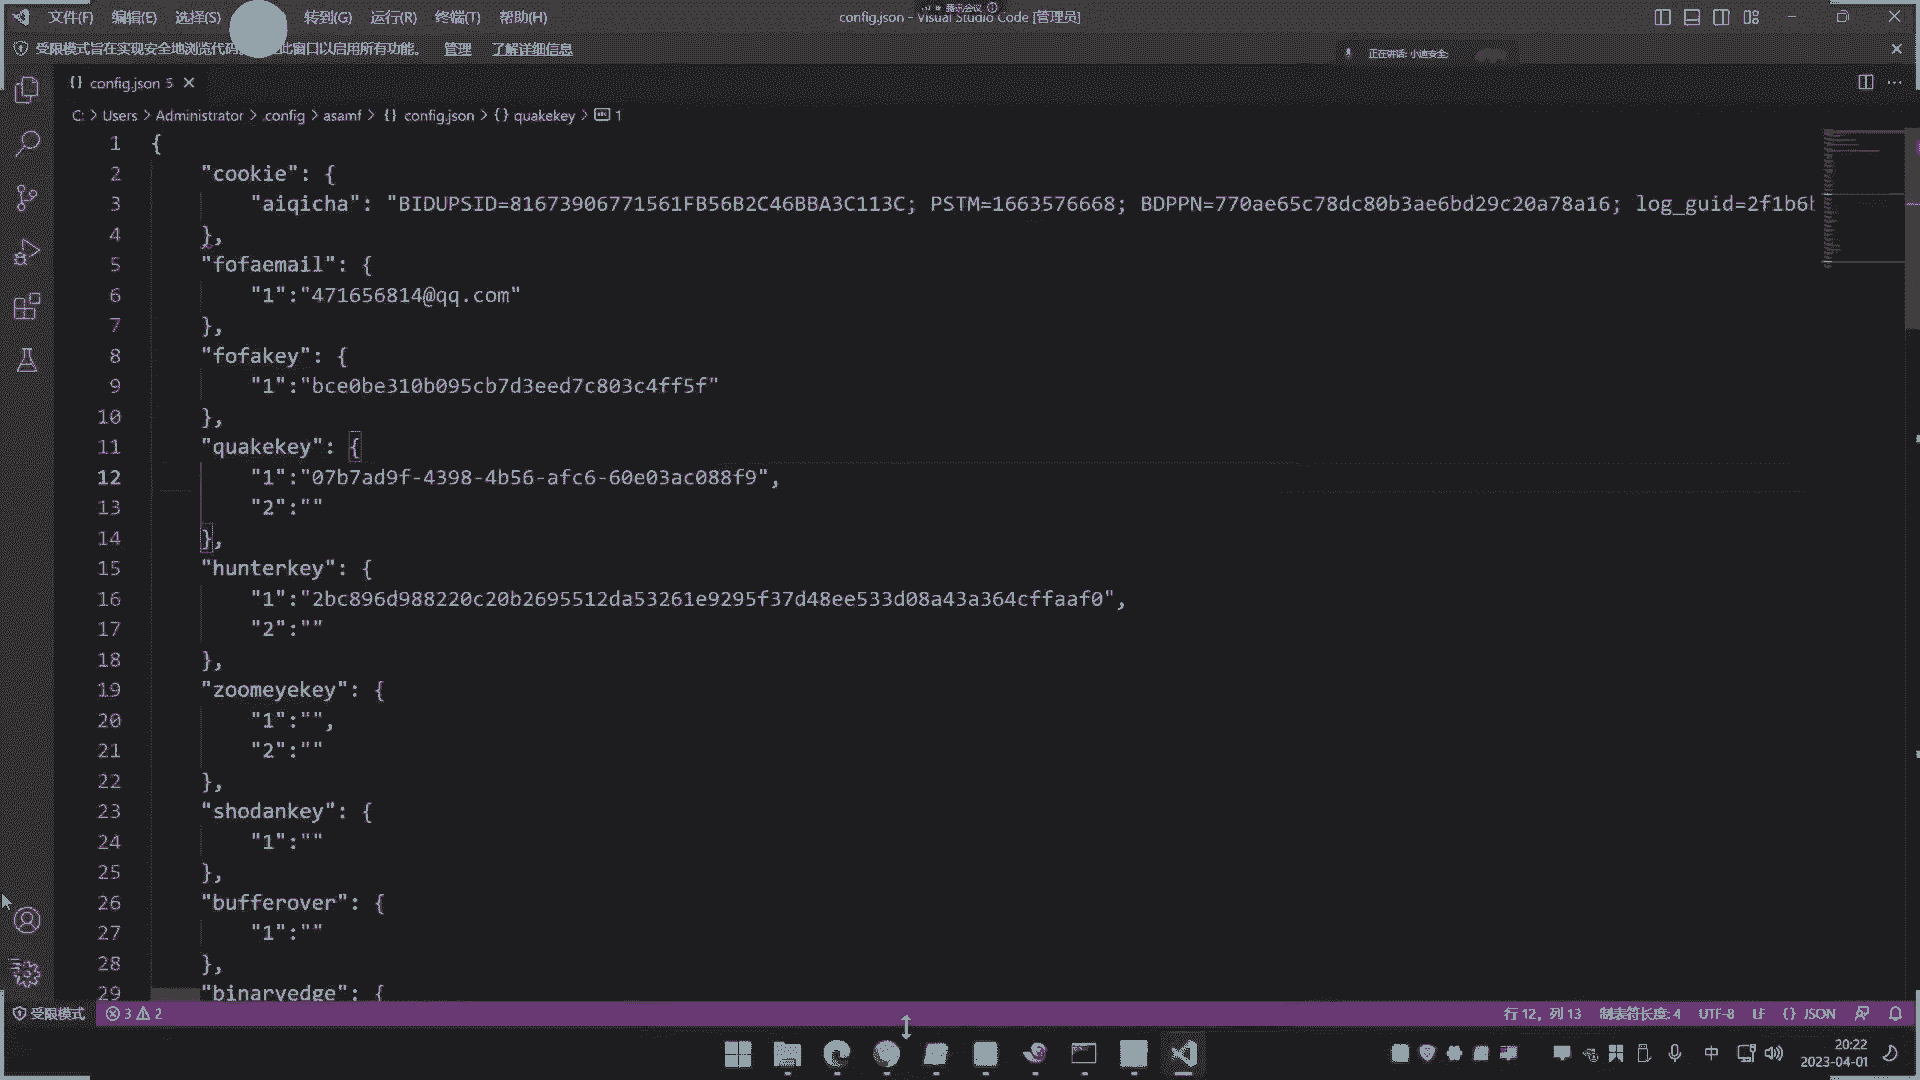 文件(F) 编辑(E) 选择(S) 转到(G) 运行(R) 终端(T) 帮助(H)
腾讯会议
config.json - Visual Studio Code [管理员]
受限模式旨在实现安全地浏览代码 此窗口以启用所有功能。 管理 了解详细信息
正在讲话: 小迪安全
{} config.json 5
C: > Users > Administrator > .config > asamf > {} config.json > {} quakekey > 1
1 {
2 "cookie": {
3 "aiqicha": "BIDUPSID=81673906771561FB56B2C46BBA3C113C; PSTM=1663576668; BDPPN=770ae65c78dc80b3ae6bd29c20a78a16; log_guid=2f1b6b
4 },
5 "fofaemail": {
6 "1":"471656814@qq.com"
7 },
8 "fofakey": {
9 "1":"bce0be310b095cb7d3eed7c803c4ff5f"
10 },
11 "quakekey": {
12 "1":"07b7ad9f-4398-4b56-afc6-60e03ac088f9",
13 "2":""
14 },
15 "hunterkey": {
16 "1":"2bc896d988220c20b2695512da53261e9295f37d48ee533d08a43a364cffaaf0",
17 "2":""
18 },
19 "zoomeyekey": {
20 "1":"",
21 "2":""
22 },
23 "shodankey": {
24 "1":""
25 },
26 "bufferover": {
27 "1":""
28 },
29 "binaryedge": {
受限模式 3 2 行 12, 列 13 制表符长度: 4 UTF-8 LF {} JSON
中 20:22
2023-04-01